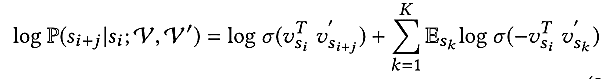 log ℙ(s_{i+j}|s_i; 𝒱, 𝒱′) = log σ(v_{s_i}^T v′_{s_{i+j}}) + ∑_{k=1}^{K} 𝔼_{s_k} log σ(−v_{s_i}^T v′_{s_k})